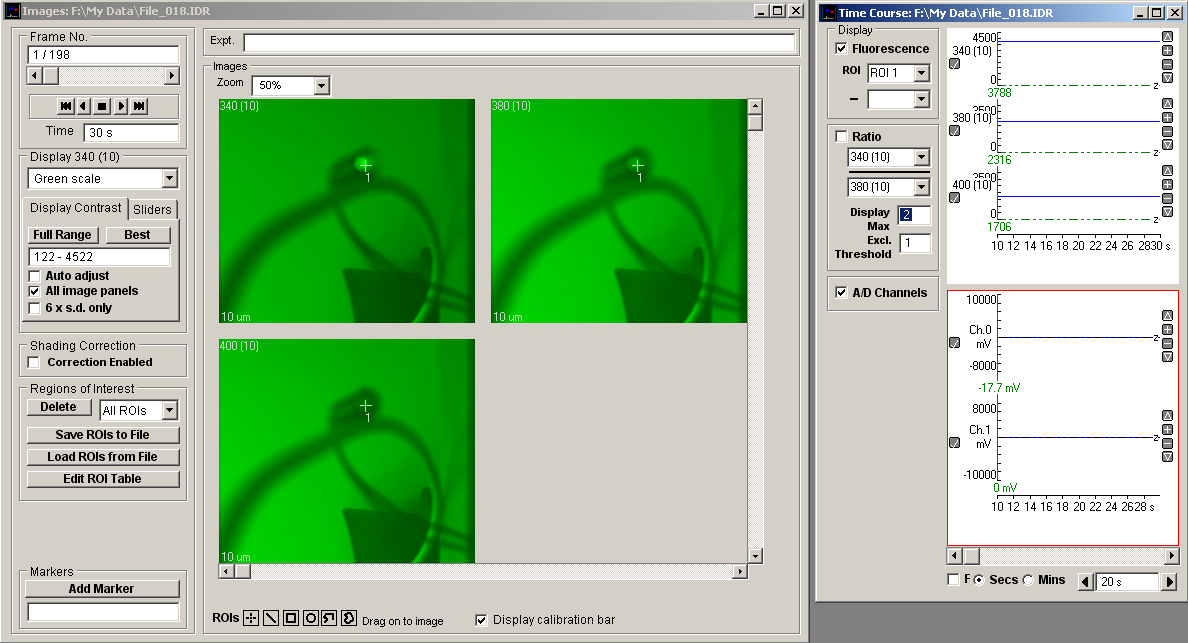 Images: F:\My Data\File_018.IDR
Frame No.
1 / 198
Time 30 s
Display 340 (10)
Green scale
Display Contrast Sliders
Full Range Best
122 - 4522
Auto adjust
All image panels
6 x s.d. only
Shading Correction
Correction Enabled
Regions of Interest
Delete All ROIs
Save ROIs to File
Load ROIs from File
Edit ROI Table
Markers
Add Marker
Expt.
Images
Zoom 50%
340 (10)
1
10 um
380 (10)
1
10 um
400 (10)
1
10 um
ROIs Drag on to image
Display calibration bar
Time Course: F:\My Data\File_018.IDR
Display
Fluorescence
ROI ROI 1
–
Ratio
340 (10)
380 (10)
Display Max 2
Excl. Threshold 1
A/D Channels
4500
340 (10)
0
z
3788
2500
380 (10)
0
z
2316
2500
400 (10)
0
z
1706
10 12 14 16 18 20 22 24 26 2830 s
10000
Ch.0
mV
z
-8000
-17.7 mV
8000
Ch.1
mV
z
-10000
0 mV
10 12 14 16 18 20 22 24 2628 s
F Secs Mins 20 s